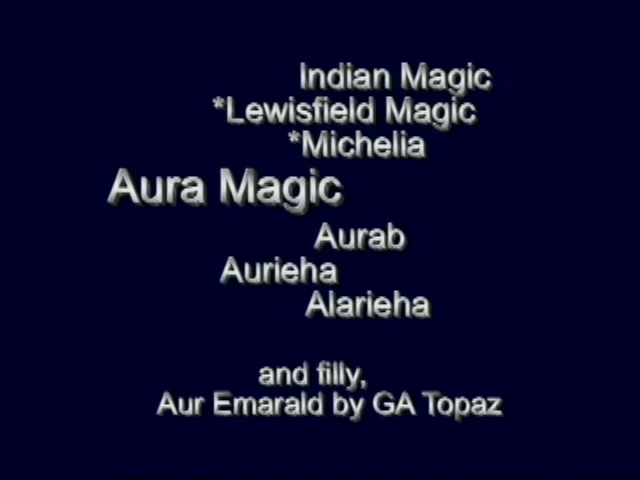 Indian Magic
*Lewisfield Magic
*Michelia
Aura Magic
Aurab
Aurieha
Alarieha
and filly,
Aur Emarald by GA Topaz